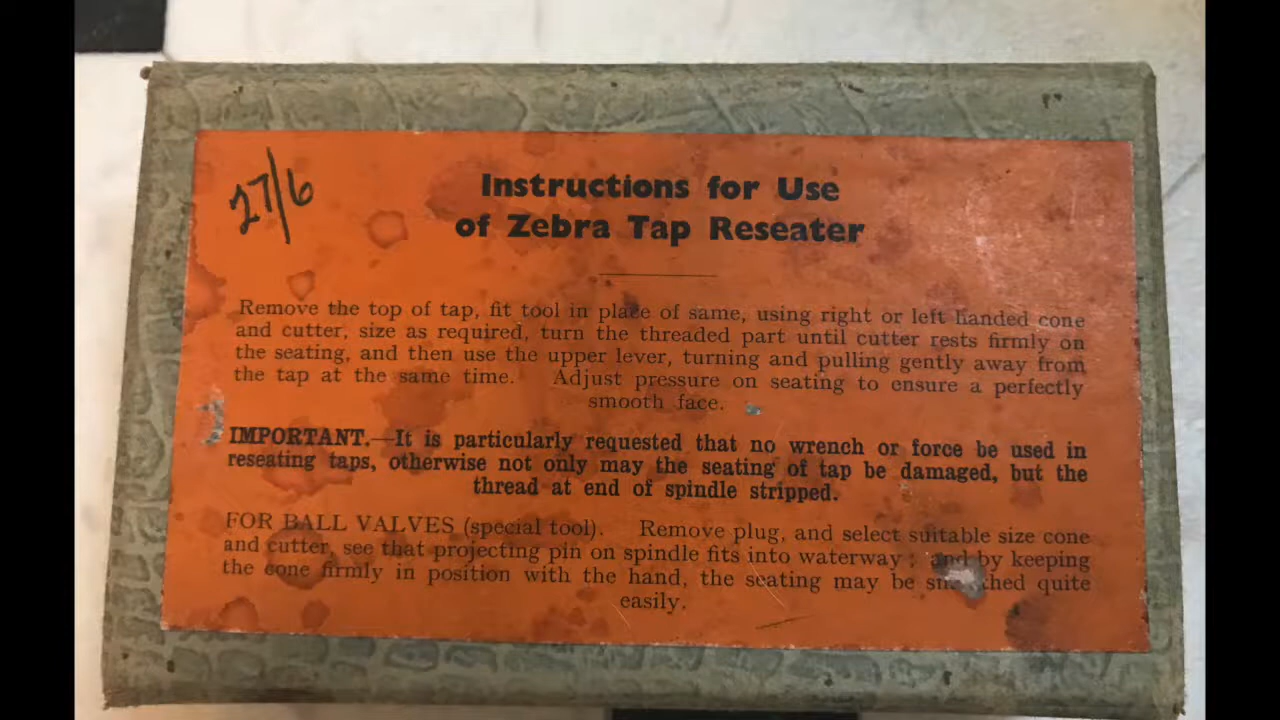 27/6
Instructions for Use
of Zebra Tap Reseater
Remove the top of tap, fit tool in place of same, using right or left handed cone
and cutter, size as required, turn the threaded part until cutter rests firmly on
the seating, and then use the upper lever, turning and pulling gently away from
the tap at the same time. Adjust pressure on seating to ensure a perfectly
smooth face.
IMPORTANT.—It is particularly requested that no wrench or force be used in
reseating taps, otherwise not only may the seating of tap be damaged, but the
thread at end of spindle stripped.
FOR BALL VALVES (special tool). Remove plug, and select suitable size cone
and cutter, see that projecting pin on spindle fits into waterway ; and by keeping
the cone firmly in position with the hand, the seating may be quite
easily.